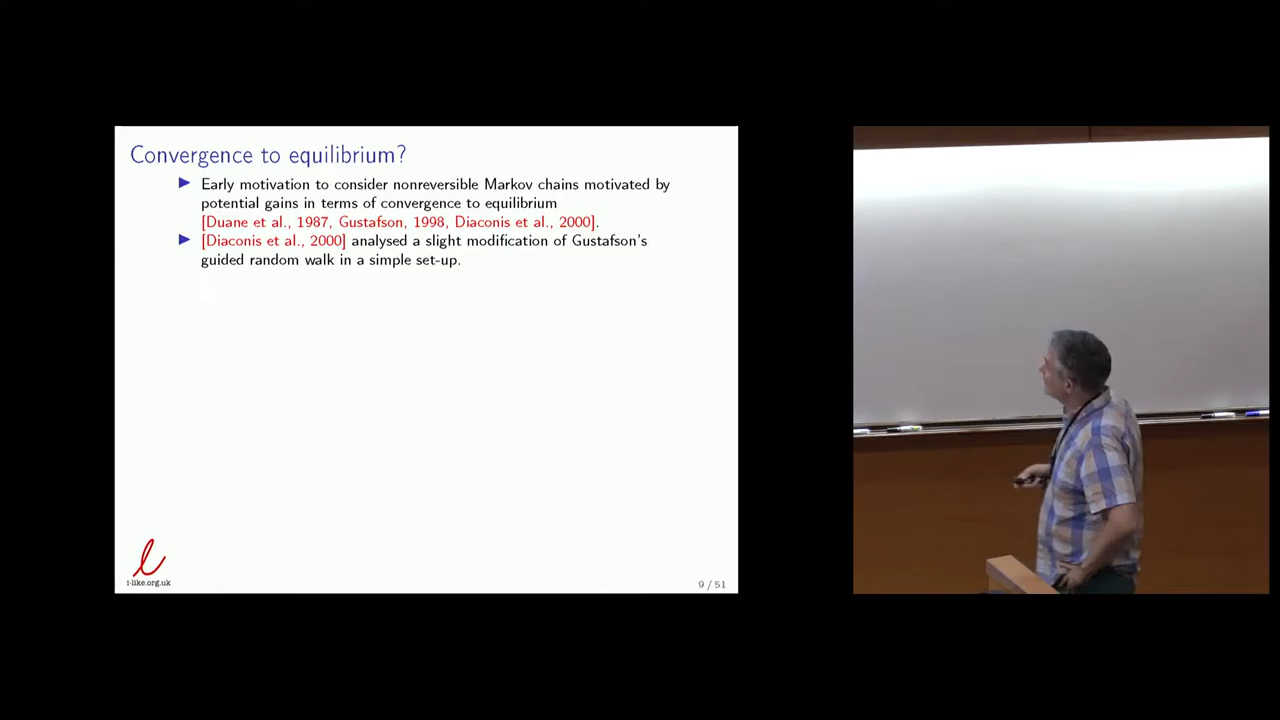 Convergence to equilibrium?
▶ Early motivation to consider nonreversible Markov chains motivated by
potential gains in terms of convergence to equilibrium
[Duane et al., 1987, Gustafson, 1998, Diaconis et al., 2000].
▶ [Diaconis et al., 2000] analysed a slight modification of Gustafson's
guided random walk in a simple set-up.
i-like.org.uk
9 / 51